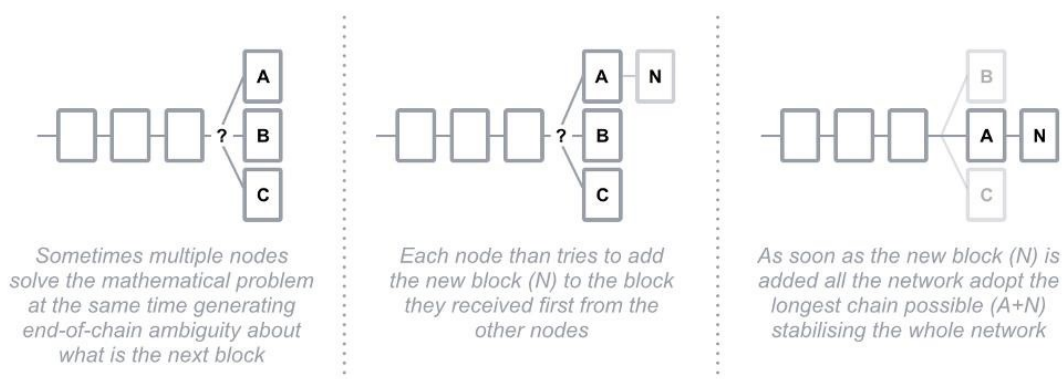 A
? B
C
Sometimes multiple nodes
solve the mathematical problem
at the same time generating
end-of-chain ambiguity about
what is the next block
A N
? B
C
Each node than tries to add
the new block (N) to the block
they received first from the
other nodes
B
A N
C
As soon as the new block (N) is
added all the network adopt the
longest chain possible (A+N)
stabilising the whole network